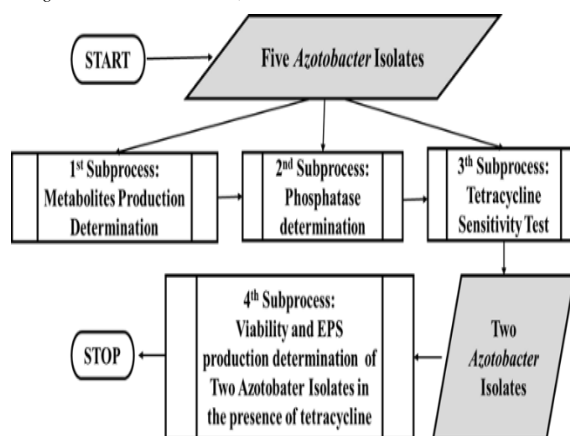 START
Five Azotobacter Isolates
1st Subprocess:
Metabolites Production
Determination
2nd Subprocess:
Phosphatase
determination
3th Subprocess:
Tetracycline
Sensitivity Test
4th Subprocess:
Viability and EPS
production determination of
Two Azotobater Isolates in
the presence of tetracycline
Two
Azotobacter
Isolates
STOP